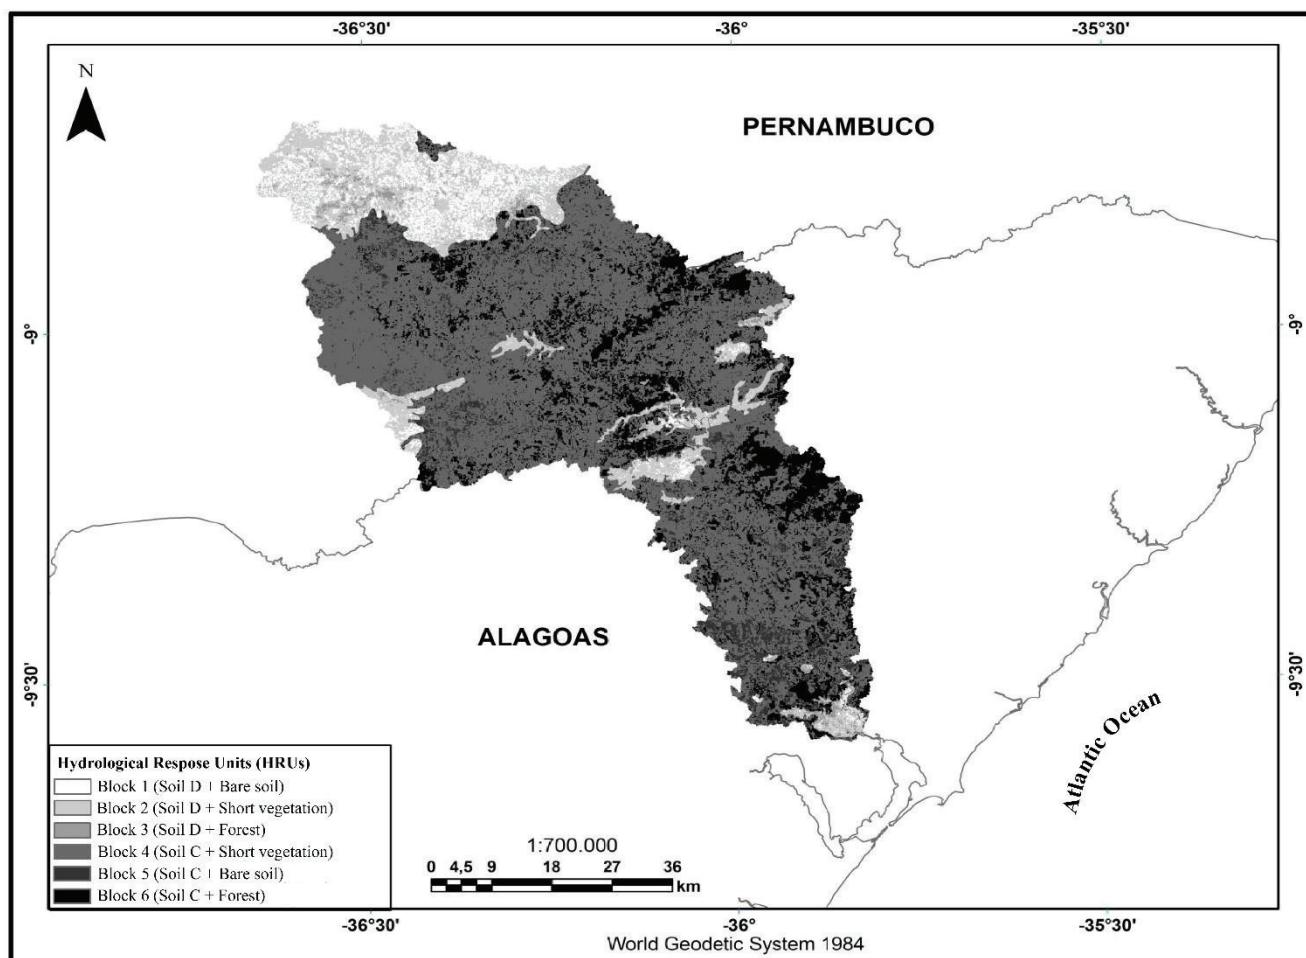 -36°30'
-36°
-35°30'
N
PERNAMBUCO
-9°
-9°
ALAGOAS
-9°30'
-9°30'
Atlantic Ocean
Hydrological Respose Units (HRUs)
Block 1 (Soil D + Bare soil)
Block 2 (Soil D + Short vegetation)
Block 3 (Soil D + Forest)
Block 4 (Soil C + Short vegetation)
Block 5 (Soil C + Bare soil)
Block 6 (Soil C + Forest)
1:700.000
0 4,5 9 18 27 36
km
-36°30'
-36°
-35°30'
World Geodetic System 1984